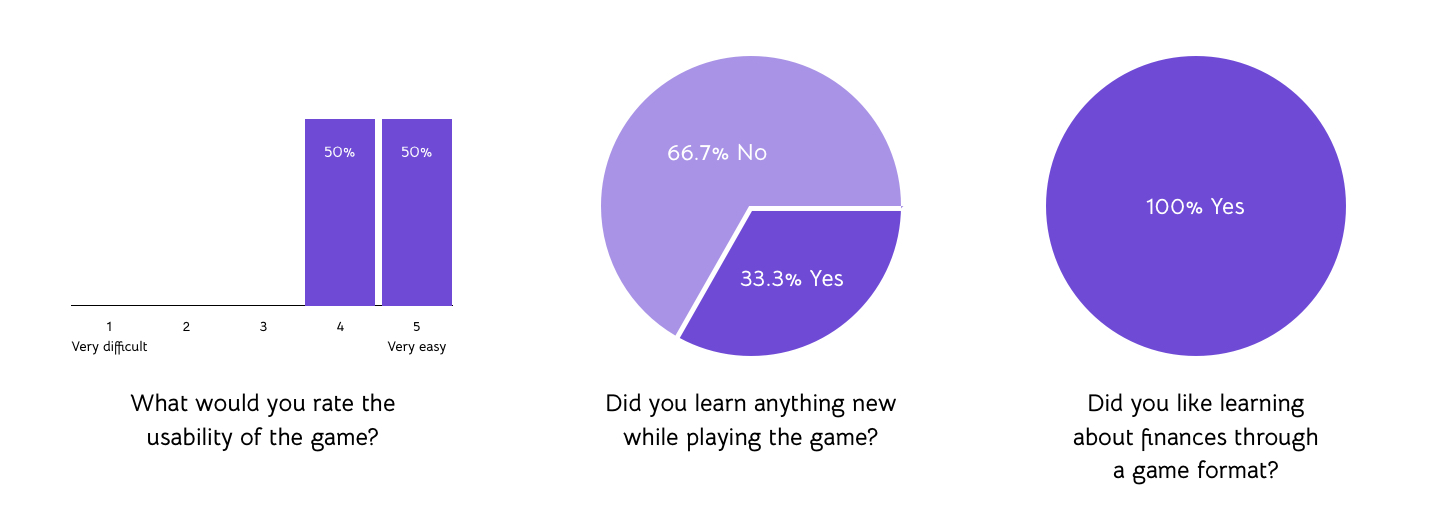 50%
50%
1
2
3
4
5
Very difficult
Very easy
What would you rate the
usability of the game?
66.7% No
33.3% Yes
Did you learn anything new
while playing the game?
100% Yes
Did you like learning
about finances through
a game format?